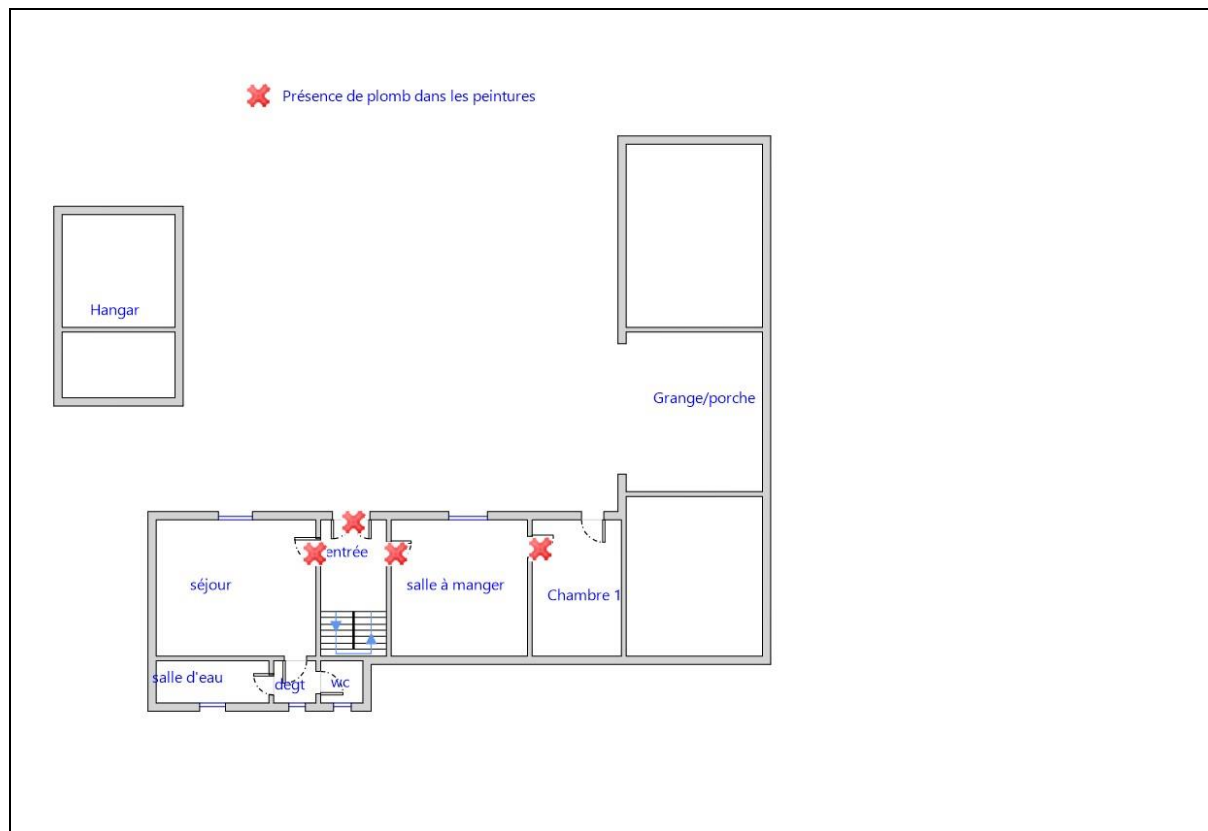 Présence de plomb dans les peintures
Hangar
Grange/porche
entrée
séjour
salle à manger
Chambre 1
salle d'eau
degt
wc